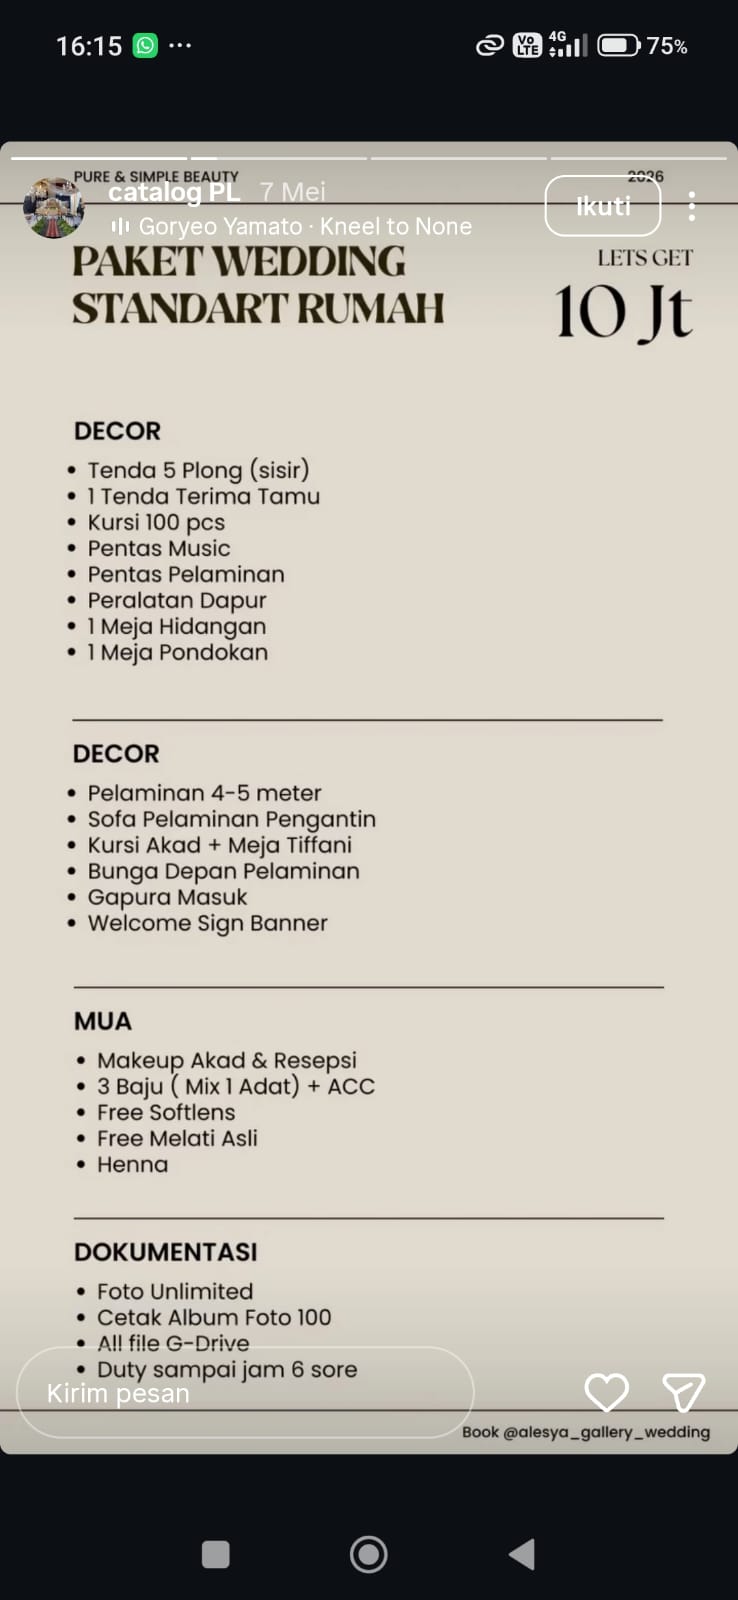 16:15 ...
VO LTE 4G 75%
PURE & SIMPLE BEAUTY
2026
catalog PL 7 Mei
Ikuti
Goryeo Yamato · Kneel to None
PAKET WEDDING
STANDART RUMAH
LETS GET
10 Jt
DECOR
• Tenda 5 Plong (sisir)
• 1 Tenda Terima Tamu
• Kursi 100 pcs
• Pentas Music
• Pentas Pelaminan
• Peralatan Dapur
• 1 Meja Hidangan
• 1 Meja Pondokan
DECOR
• Pelaminan 4-5 meter
• Sofa Pelaminan Pengantin
• Kursi Akad + Meja Tiffani
• Bunga Depan Pelaminan
• Gapura Masuk
• Welcome Sign Banner
MUA
• Makeup Akad & Resepsi
• 3 Baju ( Mix 1 Adat) + ACC
• Free Softlens
• Free Melati Asli
• Henna
DOKUMENTASI
• Foto Unlimited
• Cetak Album Foto 100
• All file G-Drive
• Duty sampai jam 6 sore
Kirim pesan
Book @alesya_gallery_wedding